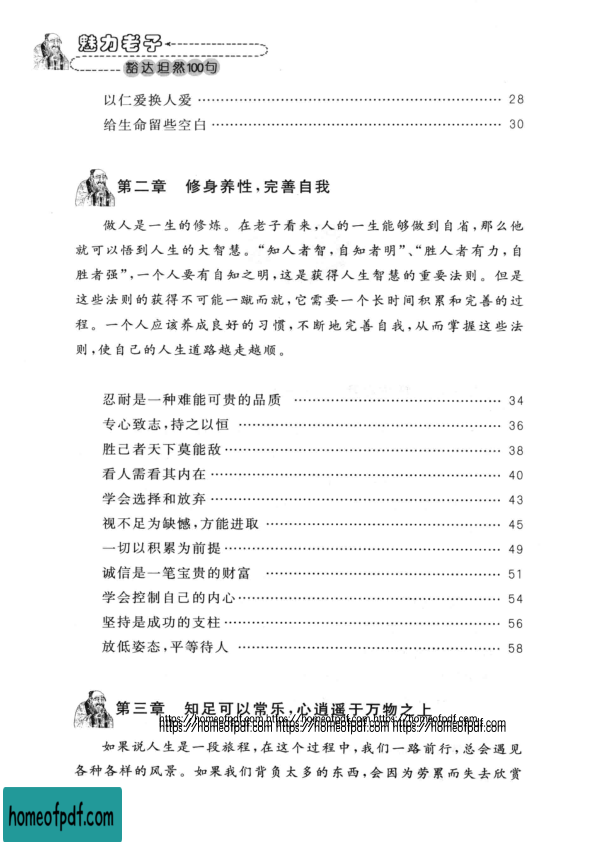 魅力老子
豁达坦然100句
以仁爱换人爱 28
给生命留些空白 30
第二章 修身养性,完善自我
做人是一生的修炼。在老子看来,人的一生能够做到自省,那么他
就可以悟到人生的大智慧。“知人者智,自知者明”、“胜人者有力,自
胜者强”,一个人要有自知之明,这是获得人生智慧的重要法则。但是
这些法则的获得不可能一蹴而就,它需要一个长时间积累和完善的过
程。一个人应该养成良好的习惯,不断地完善自我,从而掌握这些法
则,使自己的人生道路越走越顺。
忍耐是一种难能可贵的品质 34
专心致志,持之以恒 36
胜己者天下莫能敌 38
看人需看其内在 40
学会选择和放弃 43
视不足为缺憾,方能进取 45
一切以积累为前提 49
诚信是一笔宝贵的财富 51
学会控制自己的内心 54
坚持是成功的支柱 56
放低姿态,平等待人 58
第三章 知足可以常乐,心逍遥于万物之上
https://homeofpdf.com https://homeofpdf.com https://homeofpdf.com
https://homeofpdf.com https://homeofpdf.com https://homeofpdf.com
如果说人生是一段旅程,在这个过程中,我们一路前行,总会遇见
各种各样的风景。如果我们背负太多的东西,会因为劳累而失去欣赏
homeofpdf.com